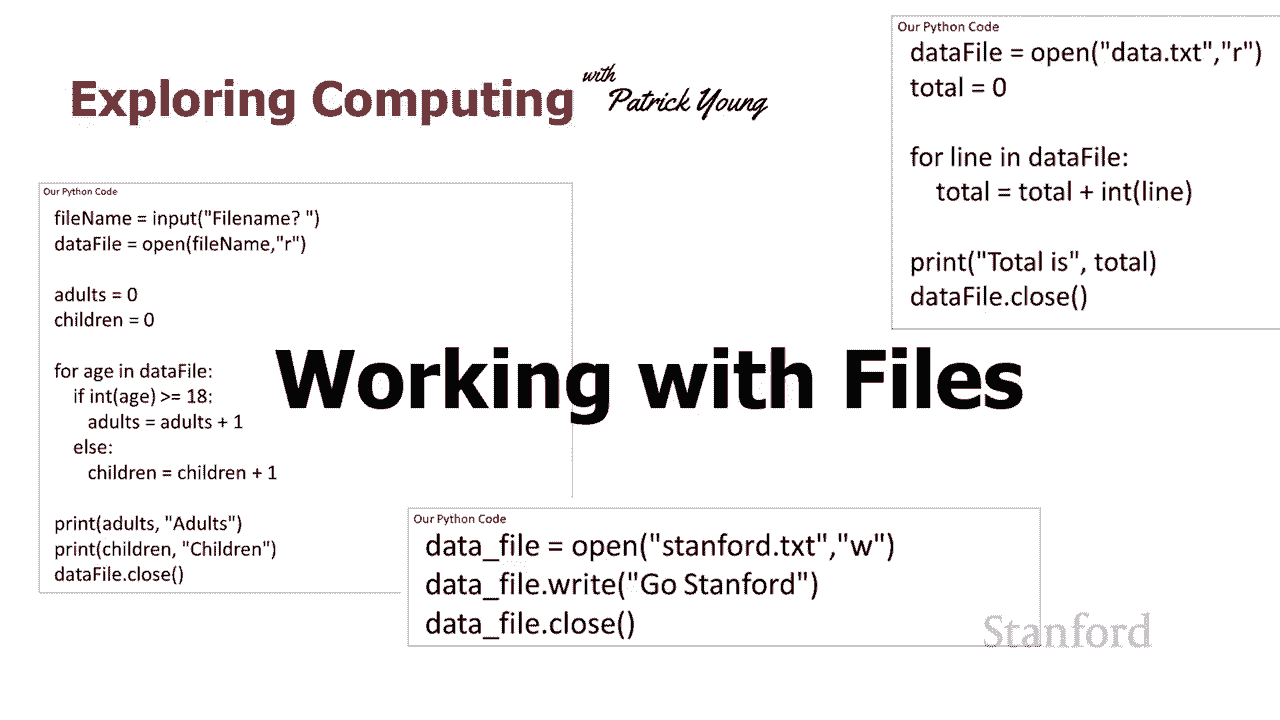 Exploring Computing
with
Patrick Young
Our Python Code
dataFile = open("data.txt","r")
total = 0
for line in dataFile:
total = total + int(line)
print("Total is", total)
dataFile.close()
Our Python Code
fileName = input("Filename? ")
dataFile = open(fileName,"r")
adults = 0
children = 0
for age in dataFile:
if int(age) >= 18:
adults = adults + 1
else:
children = children + 1
print(adults, "Adults")
print(children, "Children")
dataFile.close()
Working with Files
Our Python Code
data_file = open("stanford.txt","w")
data_file.write("Go Stanford")
data_file.close()
Stanford